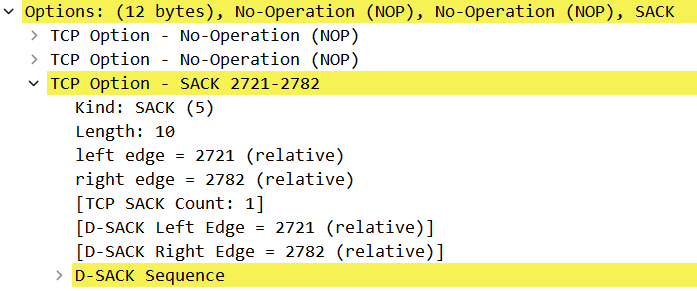 Options: (12 bytes), No-Operation (NOP), No-Operation (NOP), SACK
TCP Option - No-Operation (NOP)
TCP Option - No-Operation (NOP)
TCP Option - SACK 2721-2782
Kind: SACK (5)
Length: 10
left edge = 2721 (relative)
right edge = 2782 (relative)
[TCP SACK Count: 1]
[D-SACK Left Edge = 2721 (relative)]
[D-SACK Right Edge = 2782 (relative)]
D-SACK Sequence